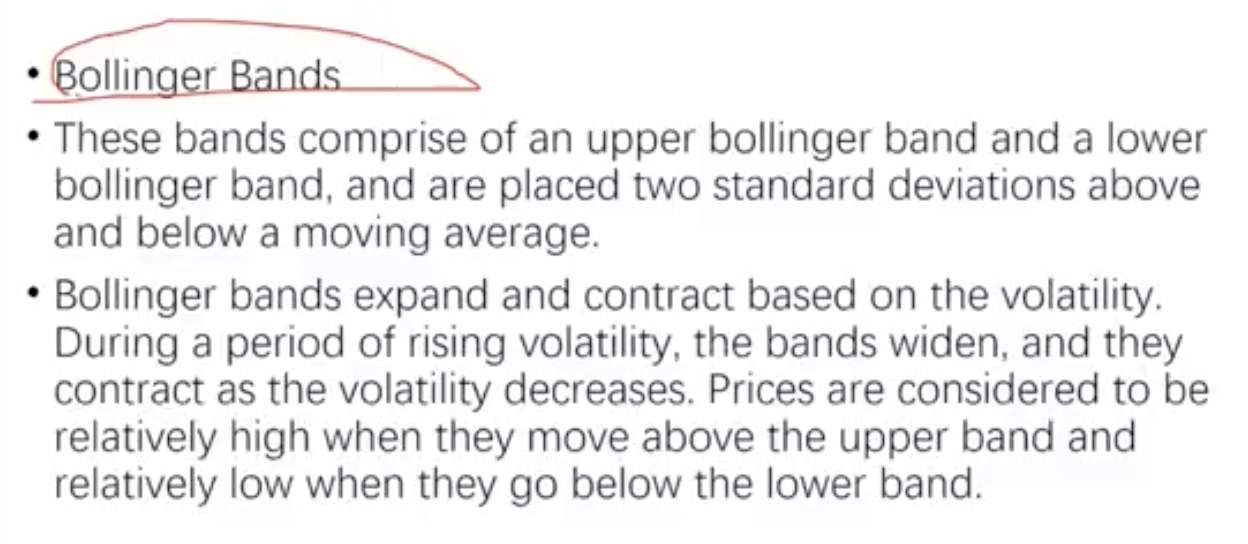 • Bollinger Bands
• These bands comprise of an upper bollinger band and a lower
bollinger band, and are placed two standard deviations above
and below a moving average.
• Bollinger bands expand and contract based on the volatility.
During a period of rising volatility, the bands widen, and they
contract as the volatility decreases. Prices are considered to be
relatively high when they move above the upper band and
relatively low when they go below the lower band.